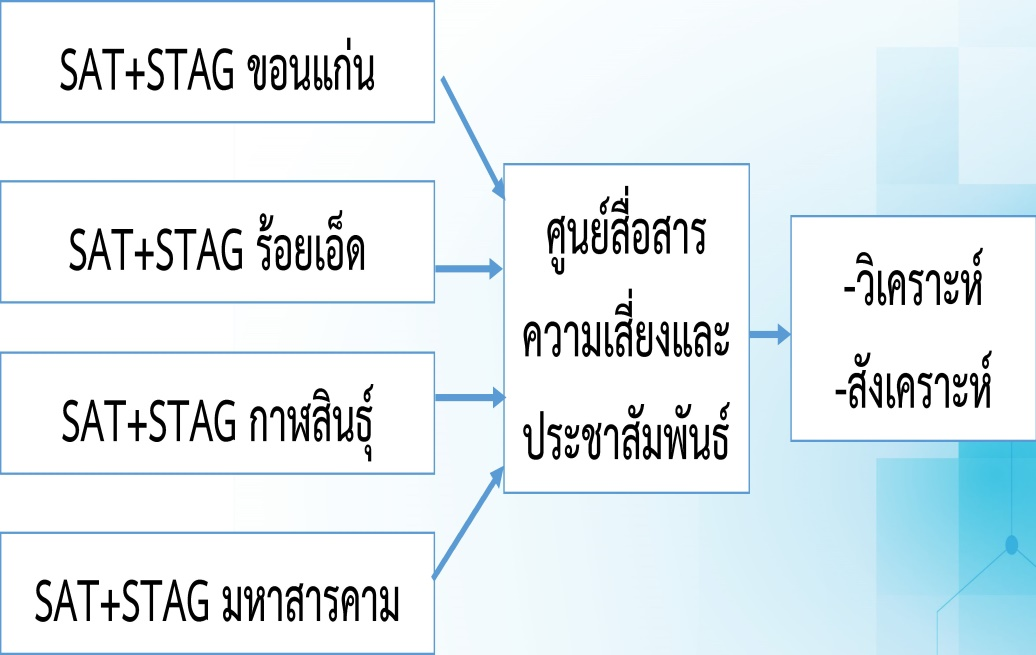 SAT+STAG ขอนแก่น
SAT+STAG ร้อยเอ็ด
SAT+STAG กาฬสินธุ์
SAT+STAG มหาสารคาม
ศูนย์สื่อสาร
ความเสี่ยงและ
ประชาสัมพันธ์
-วิเคราะห์
-สังเคราะห์